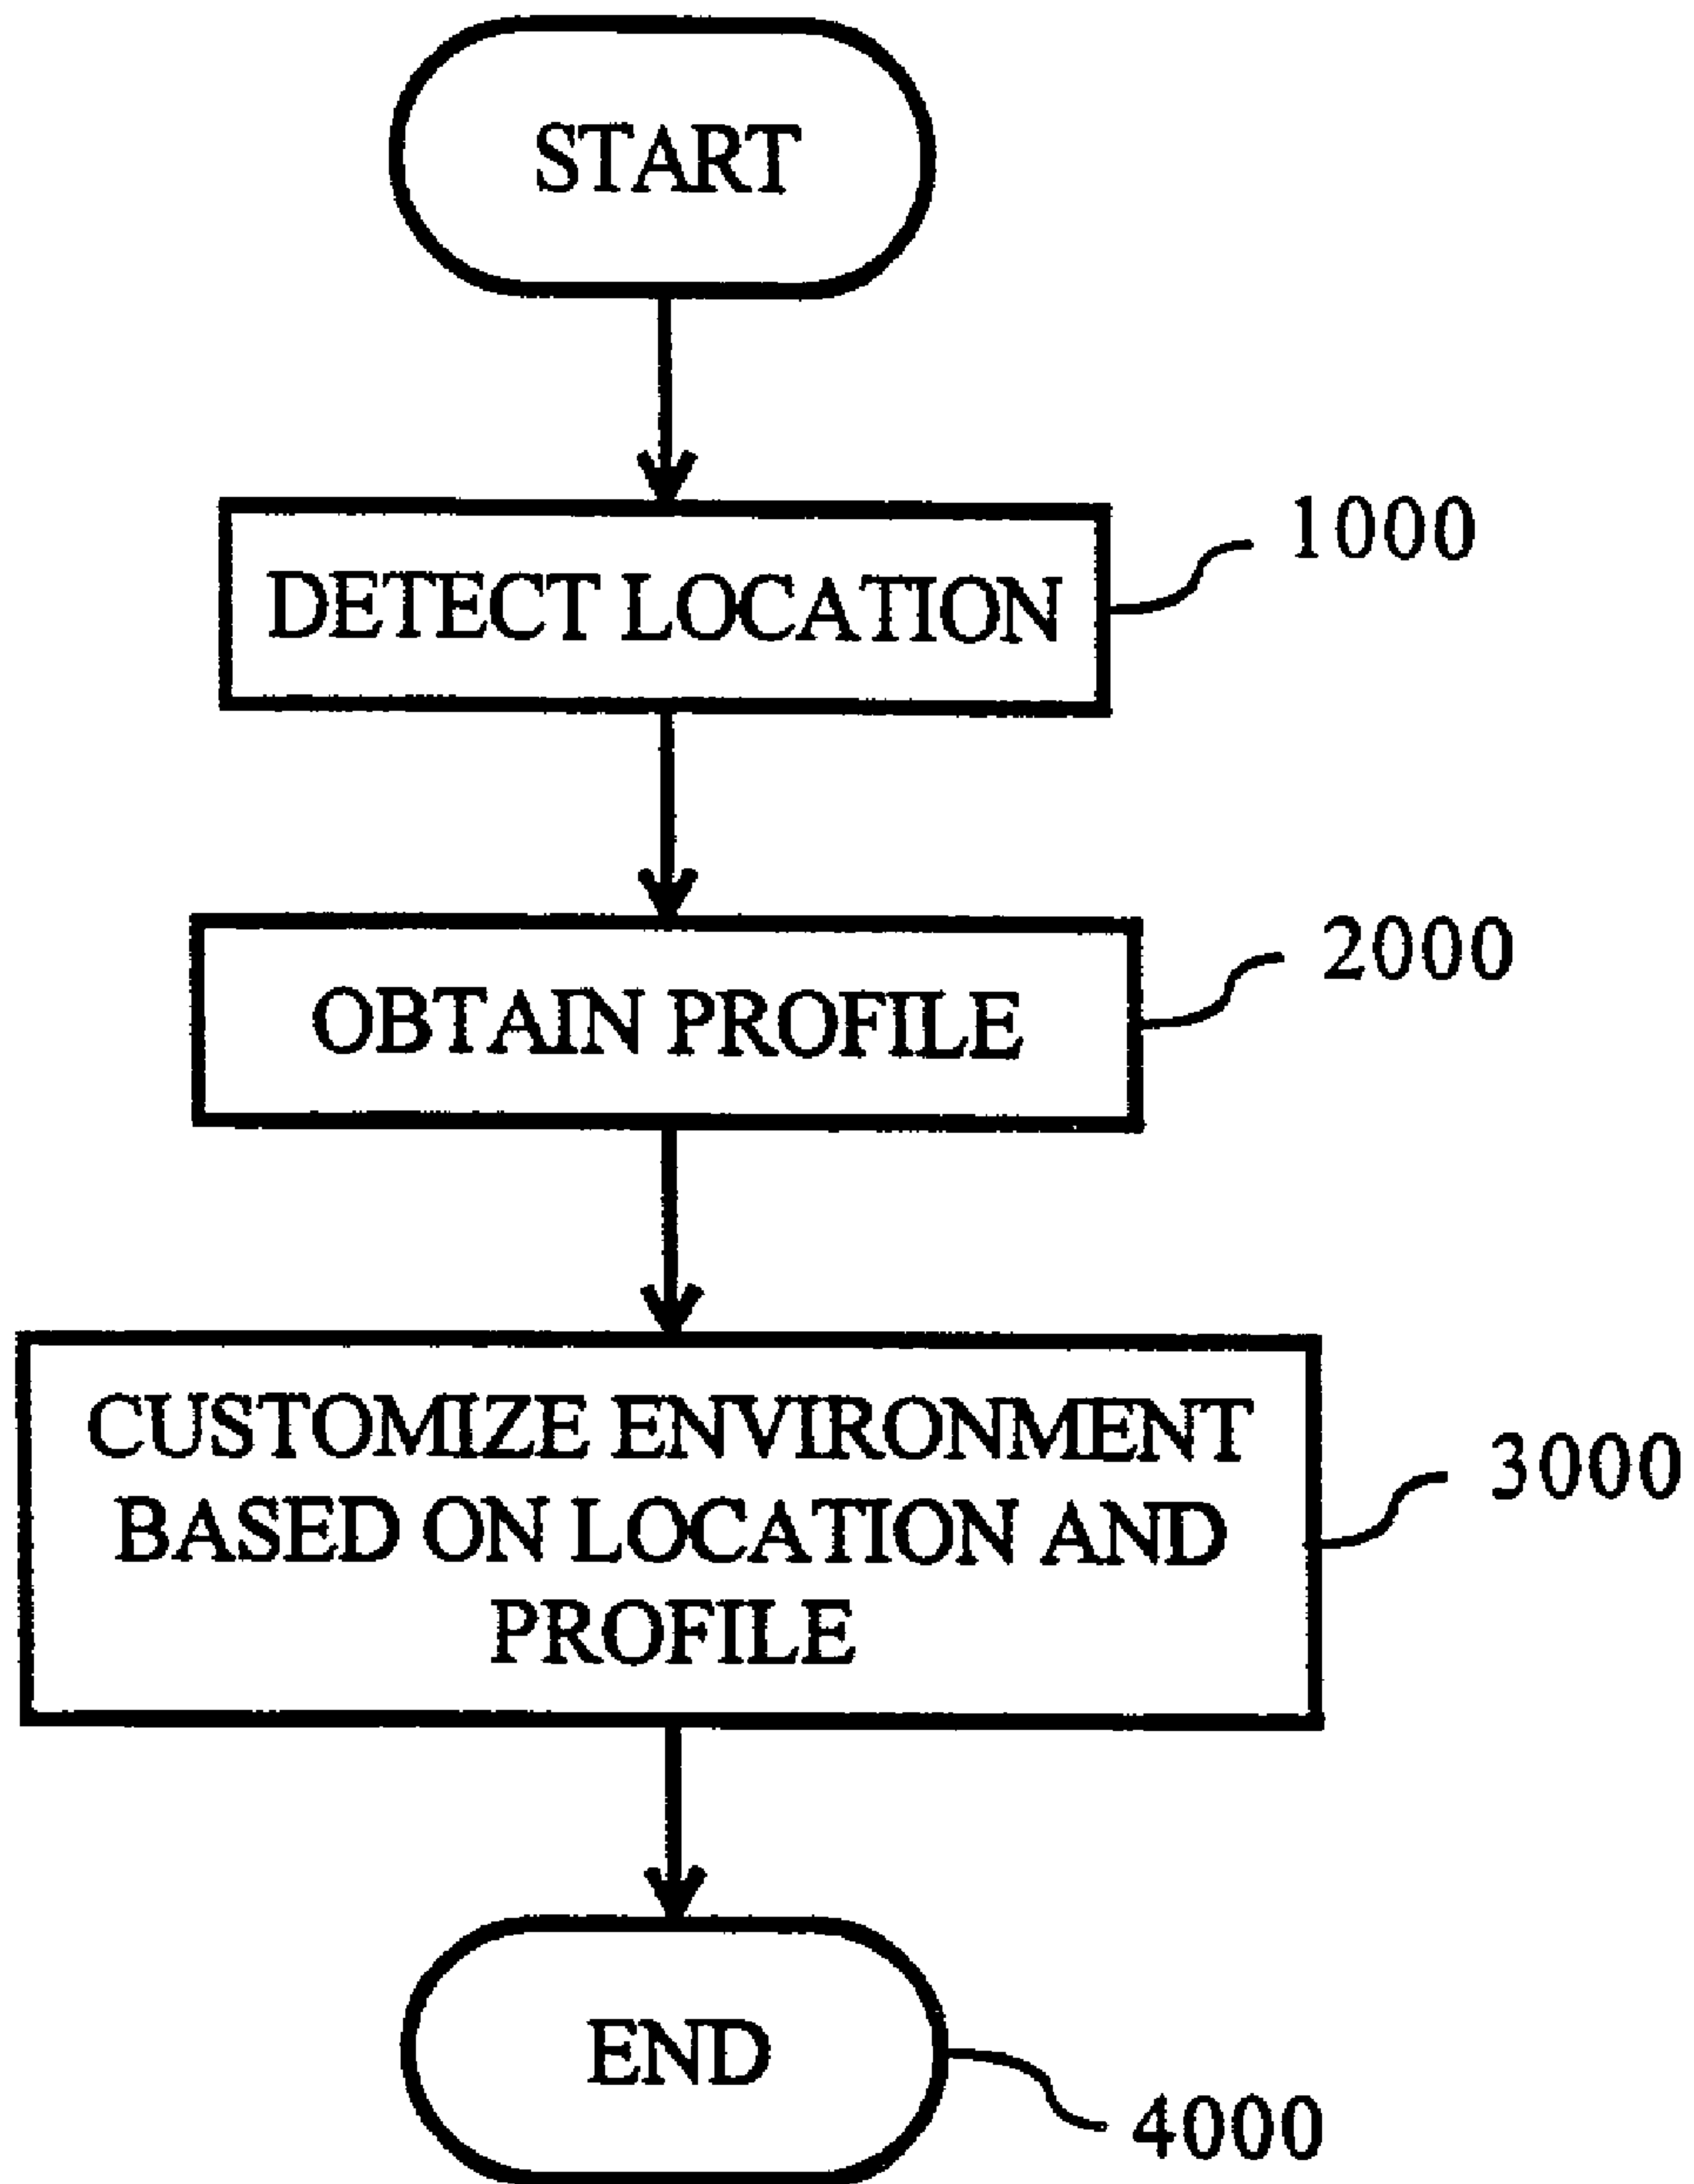 START
DETECT LOCATION
1000
OBTAIN PROFILE
2000
CUSTOMIZE ENVIRONMENT
BASED ON LOCATION AND
PROFILE
3000
END
4000